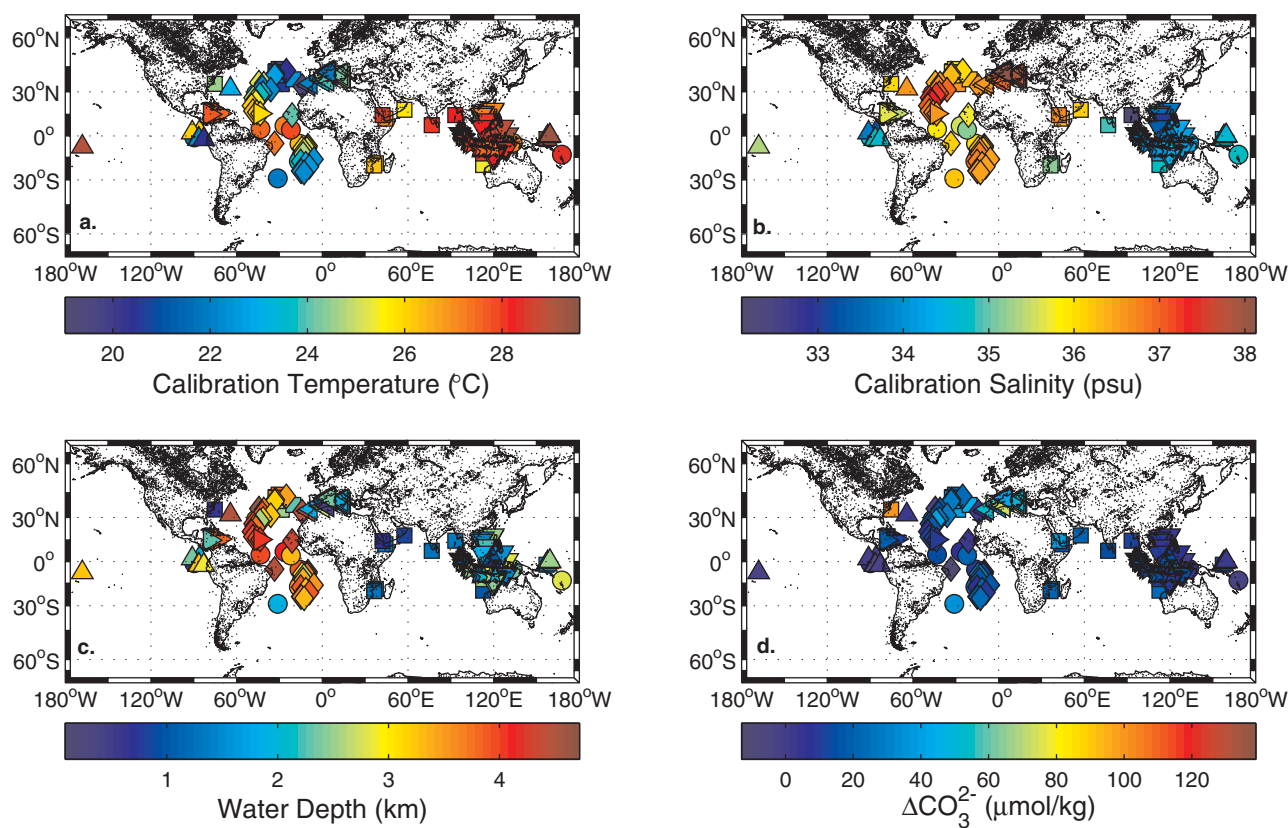 60°N
30°N
0°
30°S
60°S
a.
180°W 120°W 60°W 0° 60°E 120°E 180°W
20 22 24 26 28
Calibration Temperature (°C)
60°N
30°N
0°
30°S
60°S
b.
180°W 120°W 60°W 0° 60°E 120°E 180°W
33 34 35 36 37 38
Calibration Salinity (psu)
60°N
30°N
0°
30°S
60°S
c.
180°W 120°W 60°W 0° 60°E 120°E 180°W
1 2 3 4
Water Depth (km)
60°N
30°N
0°
30°S
60°S
d.
180°W 120°W 60°W 0° 60°E 120°E 180°W
0 20 40 60 80 100 120
ΔCO₃²⁻ (μmol/kg)